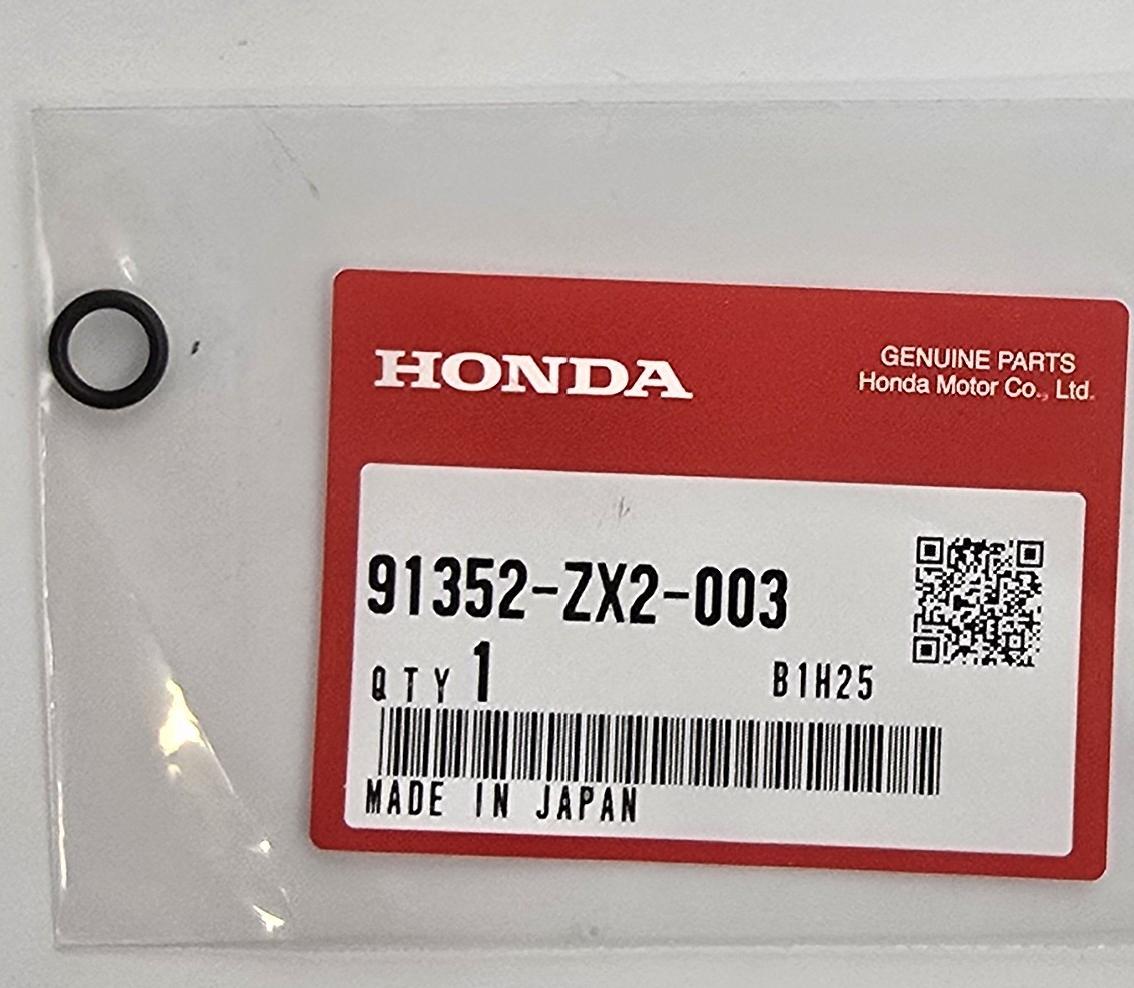 HONDA
GENUINE PARTS
Honda Motor Co., Ltd.
91352-ZX2-003
QTY 1
B1H25
MADE IN JAPAN